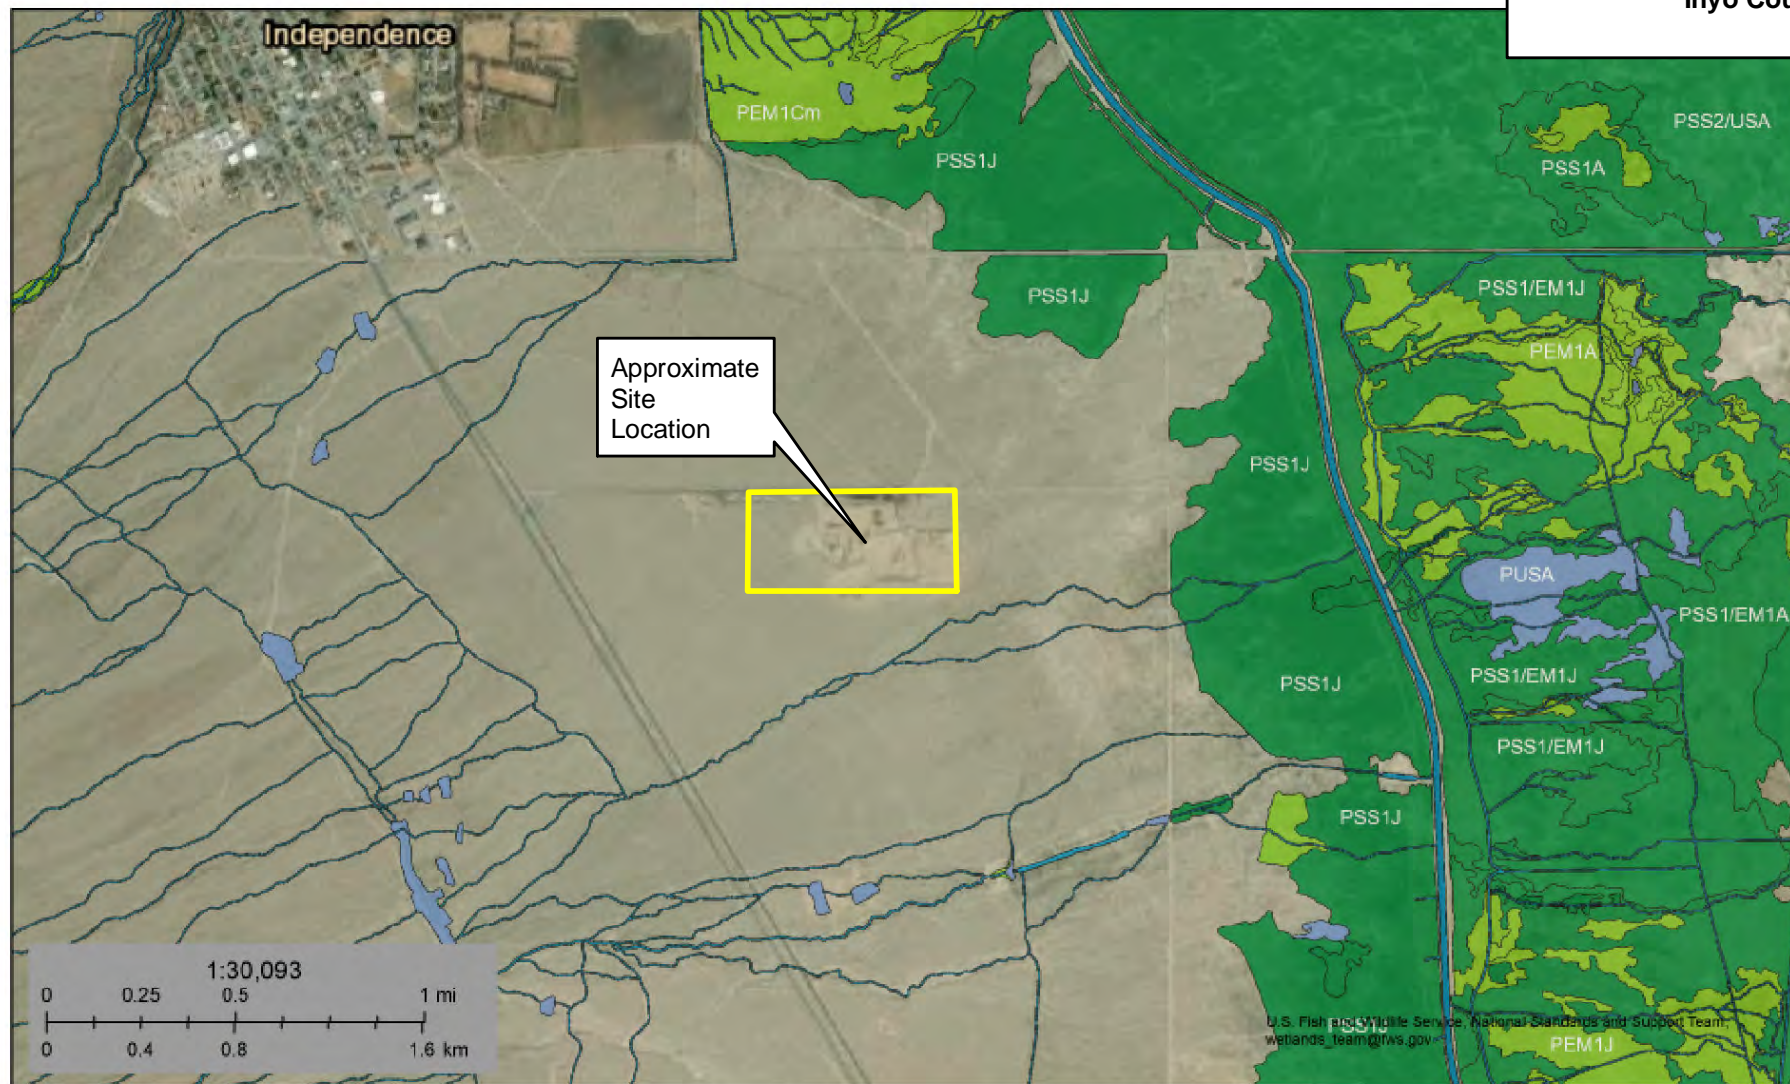 Independence
PEM1Cm
PSS1J
PSS2/USA
PSS1A
PSS1J
PSS1/EM1J
PEM1A
Approximate
Site
Location
PSS1J
PUSA
PSS1/EM1A
PSS1J
PSS1/EM1J
PSS1/EM1J
PSS1J
1:30,093
0 0.25 0.5 1 mi
0 0.4 0.8 1.6 km
U.S. Fish and Wildlife Service, National Standards and Support Team,
wetlands_team@fws.gov
PSS1J
PEM1J